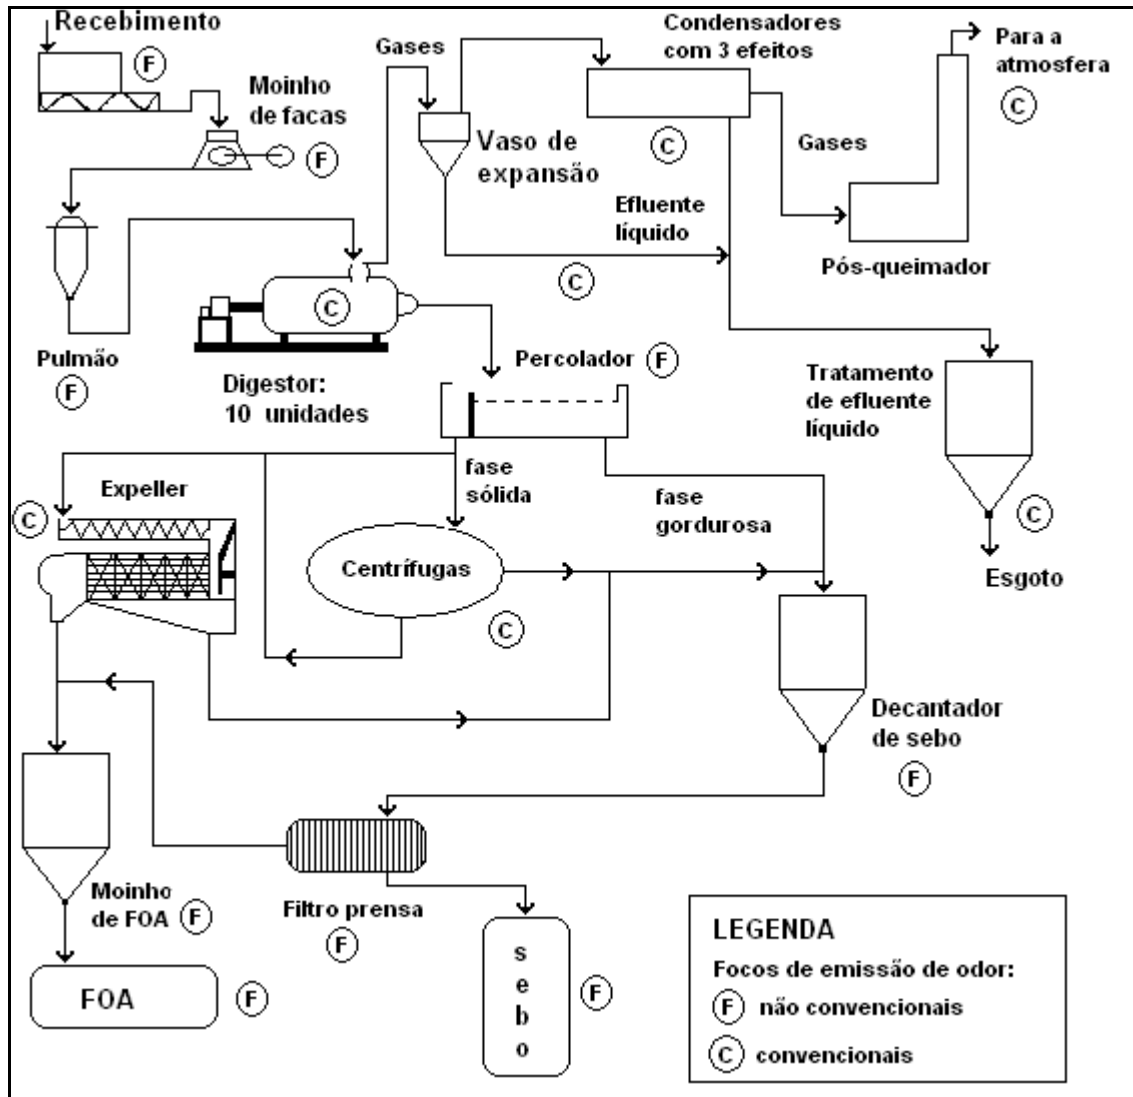 Recebimento
F
Moinho
de facas
F
Gases
Condensadores
com 3 efeitos
C
Para a
atmosfera
C
Vaso de
expansão
Gases
Efluente
líquido
C
Pós-queimador
Pulmão
F
C
Digestor:
10 unidades
Percolador F
Tratamento
de efluente
líquido
C
Esgoto
fase
sólida
fase
gordurosa
Expeller
C
Centrífugas
C
Decantador
de sebo
F
Moinho
de FOA F
Filtro prensa
F
FOA F
s
e
b
o
F
LEGENDA
Focos de emissão de odor:
F não convencionais
C convencionais